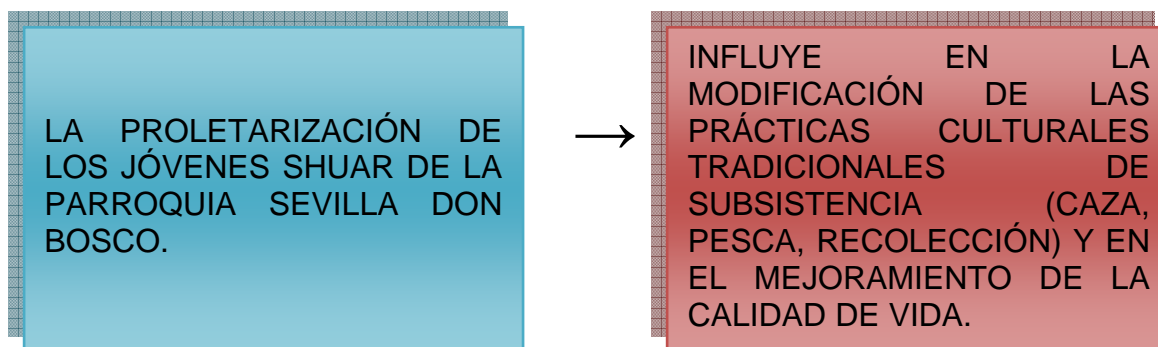 LA PROLETARIZACIÓN DE
LOS JÓVENES SHUAR DE LA
PARROQUIA SEVILLA DON
BOSCO.
→
INFLUYE EN LA
MODIFICACIÓN DE LAS
PRÁCTICAS CULTURALES
TRADICIONALES DE
SUBSISTENCIA (CAZA,
PESCA, RECOLECCIÓN) Y EN
EL MEJORAMIENTO DE LA
CALIDAD DE VIDA.